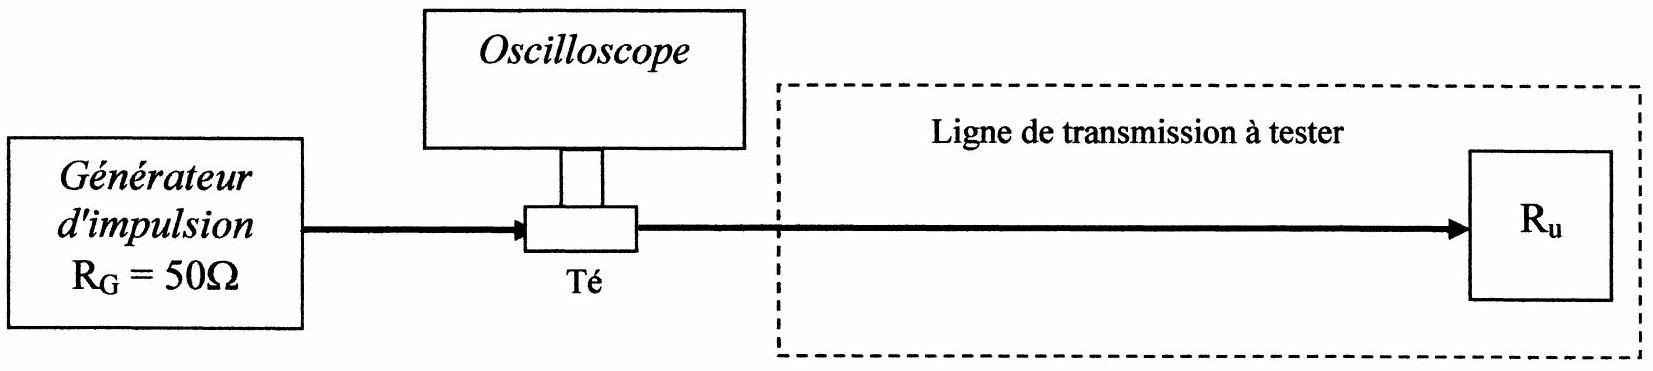 Oscilloscope
Ligne de transmission à tester
Générateur
d'impulsion
R_G = 50Ω
Té
R_u